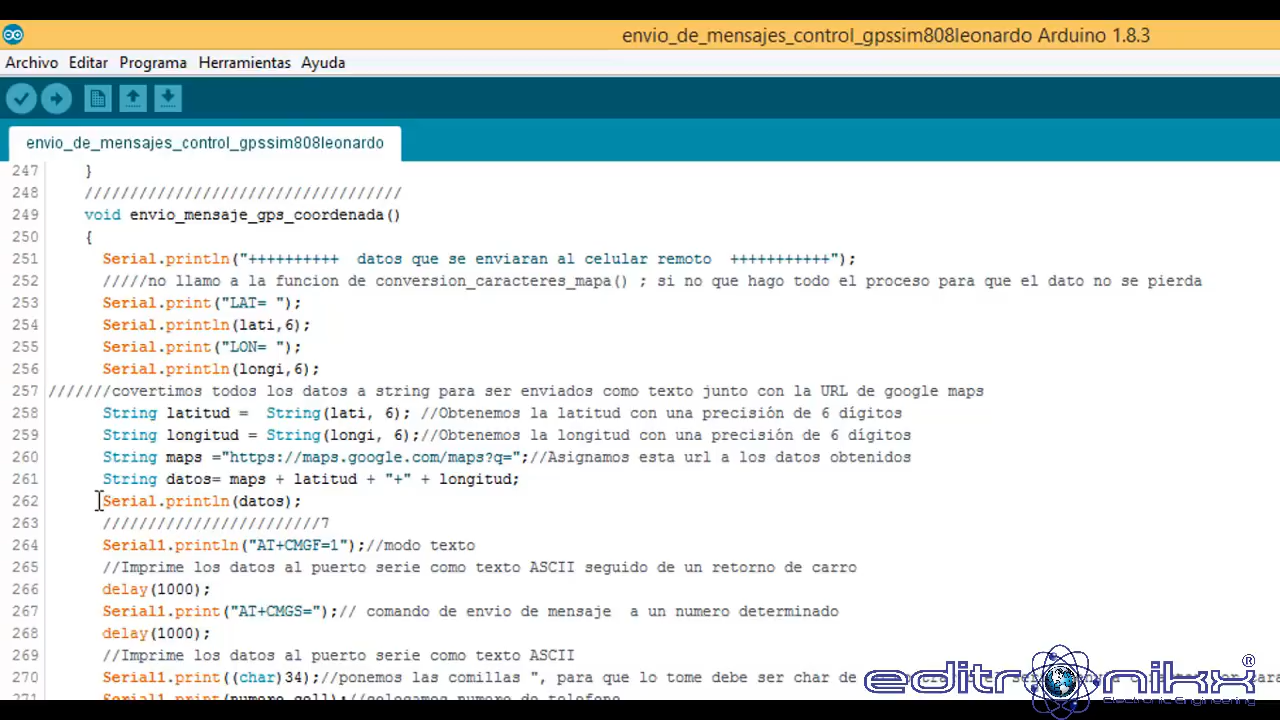 envio_de_mensajes_control_gpssim808leonardo Arduino 1.8.3
Archivo Editar Programa Herramientas Ayuda
envio_de_mensajes_control_gpssim808leonardo
247 }
248 ///////////////////////////////////
249 void envio_mensaje_gps_coordenada()
250 {
251 Serial.println("++++++++++  datos que se enviaran al celular remoto  +++++++++++");
252 /////no llamo a la funcion de conversion_caracteres_mapa() ; si no que hago todo el proceso para que el dato no se pierda
253 Serial.print("LAT= ");
254 Serial.println(lati,6);
255 Serial.print("LON= ");
256 Serial.println(longi,6);
257 ///////covertimos todos los datos a string para ser enviados como texto junto con la URL de google maps
258 String latitud =  String(lati, 6); //Obtenemos la latitud con una precisión de 6 dígitos
259 String longitud = String(longi, 6);//Obtenemos la longitud con una precisión de 6 dígitos
260 String maps ="https://maps.google.com/maps?q=";//Asignamos esta url a los datos obtenidos
261 String datos= maps + latitud + "+" + longitud;
262 Serial.println(datos);
263 ////////////////////////7
264 Serial1.println("AT+CMGF=1");//modo texto
265 //Imprime los datos al puerto serie como texto ASCII seguido de un retorno de carro
266 delay(1000);
267 Serial1.print("AT+CMGS=");// comando de envio de mensaje  a un numero determinado
268 delay(1000);
269 //Imprime los datos al puerto serie como texto ASCII
270 Serial1.print((char)34);//ponemos las comillas ", para que lo tome debe ser char de
editronikx®
Electronic Engineering